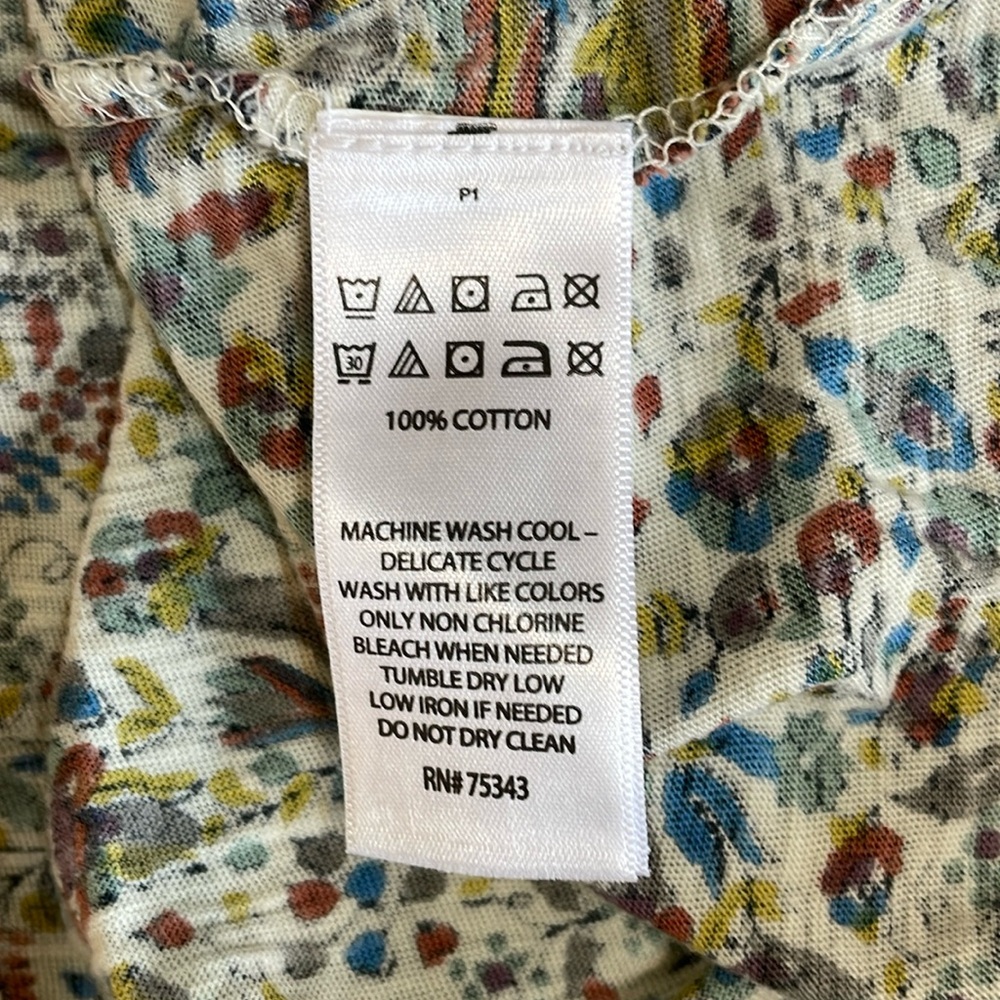 P1
30
100% COTTON
MACHINE WASH COOL –
DELICATE CYCLE
WASH WITH LIKE COLORS
ONLY NON CHLORINE
BLEACH WHEN NEEDED
TUMBLE DRY LOW
LOW IRON IF NEEDED
DO NOT DRY CLEAN
RN# 75343